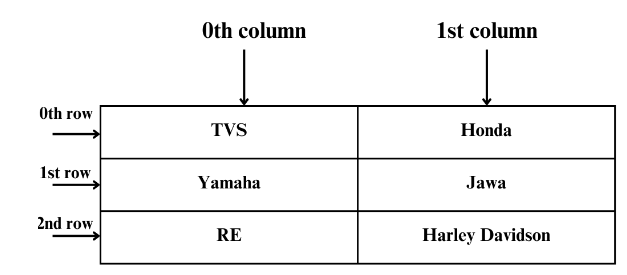 0th column 1st column
0th row TVS Honda
1st row Yamaha Jawa
2nd row RE Harley Davidson